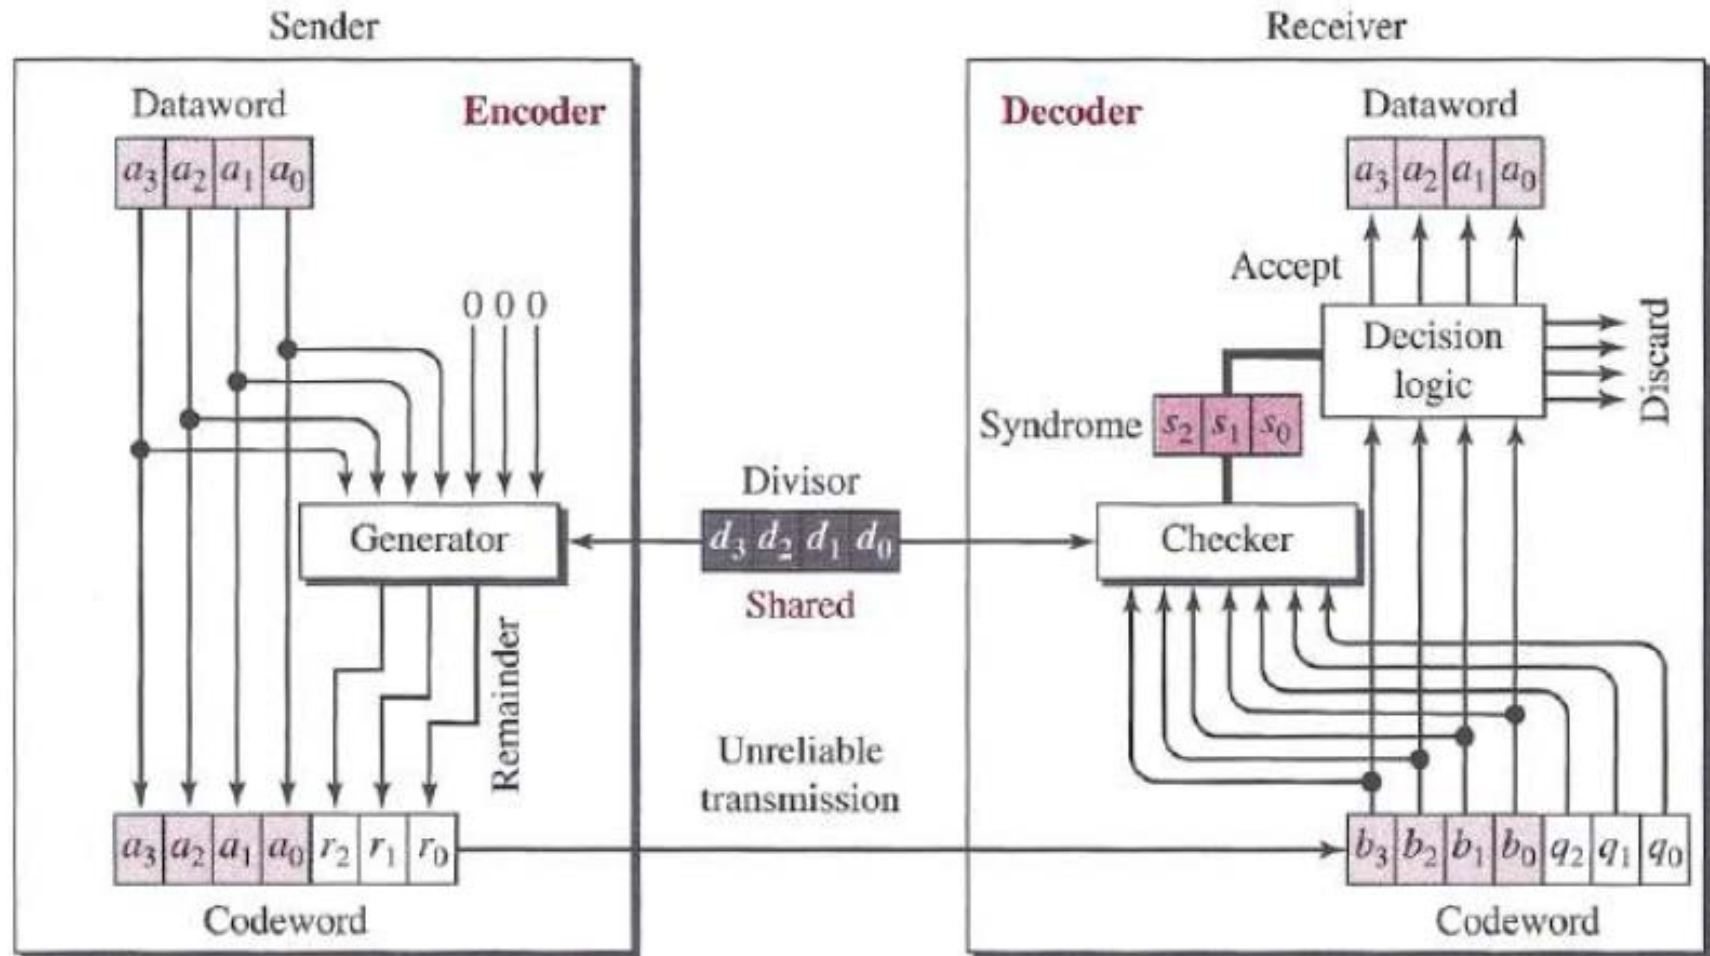 Sender
Dataword
Encoder
a3 a2 a1 a0
0 0 0
Generator
Remainder
a3 a2 a1 a0 r2 r1 r0
Codeword
Divisor
d3 d2 d1 d0
Shared
Unreliable
transmission
Receiver
Decoder
Dataword
a3 a2 a1 a0
Accept
Decision
logic
Discard
Syndrome
s2 s1 s0
Checker
b3 b2 b1 b0 q2 q1 q0
Codeword